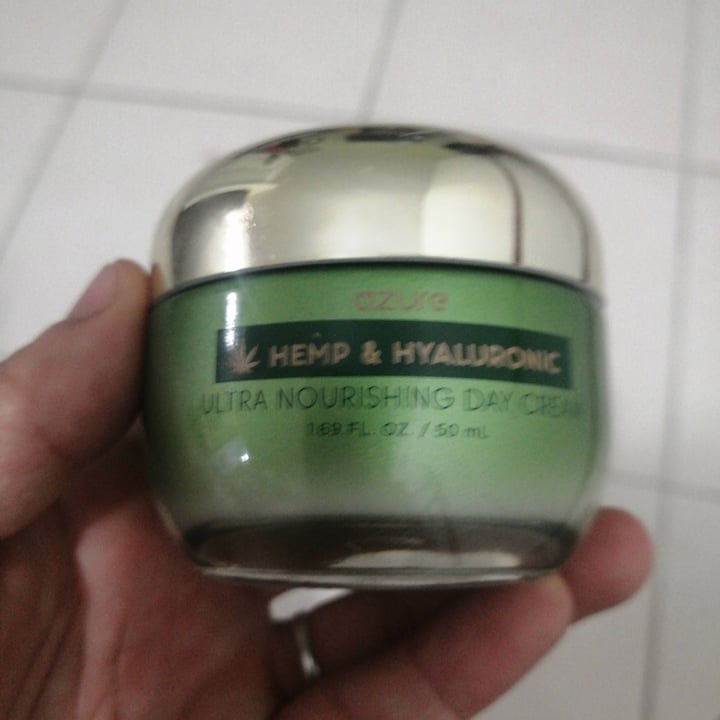 azure
HEMP & HYALURONIC
ULTRA NOURISHING DAY CREAM
1.69 FL. OZ. / 50 mL